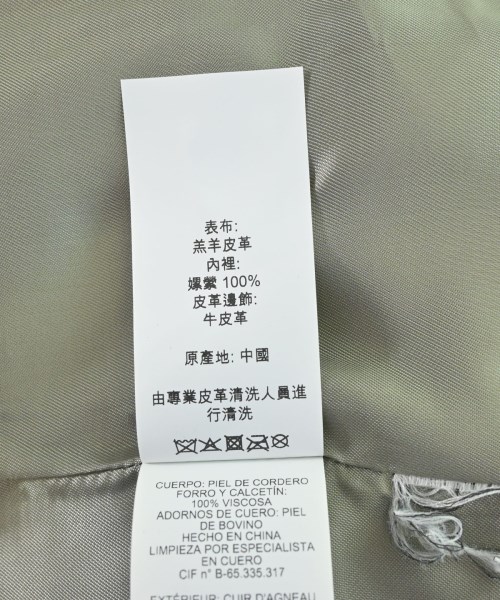 表布:
羔羊皮革
內裡:
嫘縈 100%
皮革邊飾:
牛皮革
原產地: 中國
由專業皮革清洗人員進
行清洗
CUERPO: PIEL DE CORDERO
FORRO Y CALCETÍN:
100% VISCOSA
ADORNOS DE CUERO: PIEL
DE BOVINO
HECHO EN CHINA
LIMPIEZA POR ESPECIALISTA
EN CUERO
CIF nº B-65.335.317
EXTÉRIEUR: CUIR D'AGNEAU